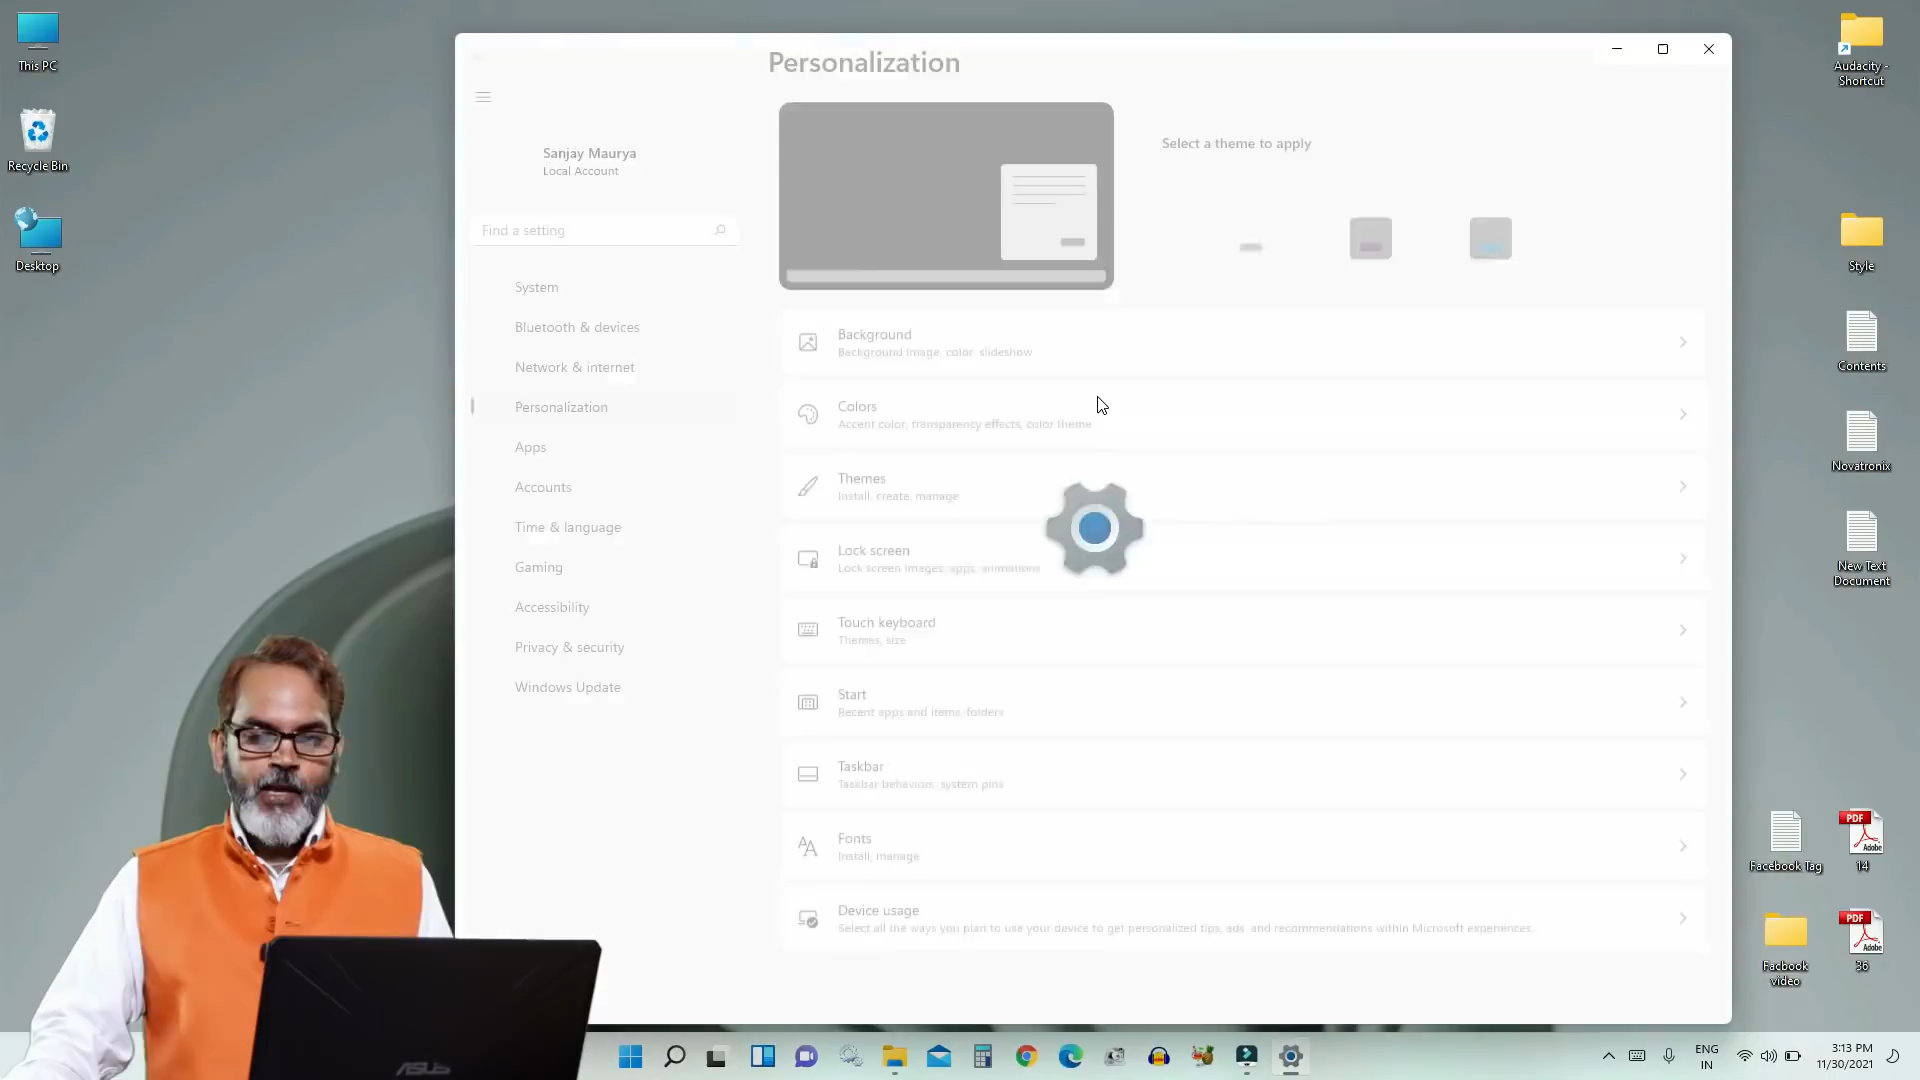 This PC
Recycle Bin
Desktop
Personalization
Sanjay Maurya
Local Account
Find a setting
System
Bluetooth & devices
Network & internet
Personalization
Apps
Accounts
Time & language
Gaming
Accessibility
Privacy & security
Windows Update
Select a theme to apply
Background
Background image, color, slideshow
Colors
Accent color, transparency effects, color theme
Themes
Install, create, manage
Lock screen
Lock screen images, apps, animations
Touch keyboard
Themes, size
Start
Recent apps and items, folders
Taskbar
Taskbar behaviors, system pins
Fonts
Install, manage
Device usage
Select all the ways you plan to use your device to get personalized tips, ads, and recommendations within Microsoft experiences.
Audacity -
Shortcut
Style
Contents
Novatronix
New Text
Document
Facebook Tag
PDF
Adobe
14
Facbook
video
PDF
Adobe
36
ASUS
ENG
IN
3:13 PM
11/30/2021